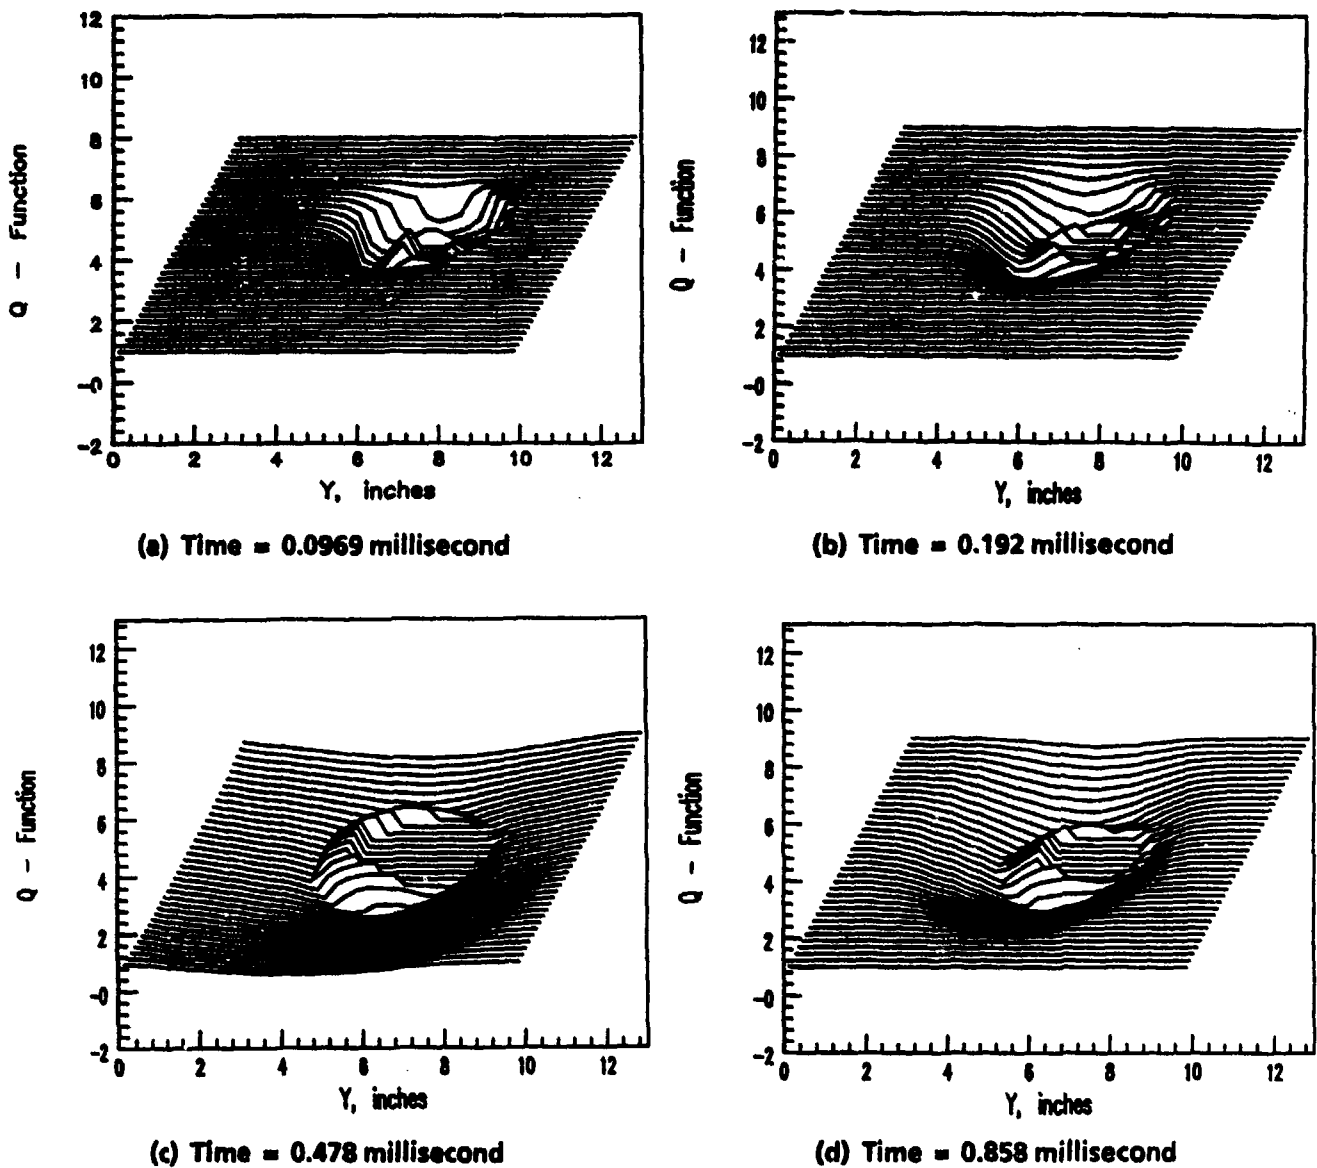 12
10
8
6
4
2
-0
-2
Q - Function
0 2 4 6 8 10 12
Y, inches
(a) Time = 0.0969 millisecond
12
10
8
6
4
2
-0
-2
Q - Function
0 2 4 6 8 10 12
Y, inches
(b) Time = 0.192 millisecond
12
10
8
6
4
2
-0
-2
Q - Function
0 2 4 6 8 10 12
Y, inches
(c) Time = 0.478 millisecond
12
10
8
6
4
2
-0
-2
Q - Function
0 2 4 6 8 10 12
Y, inches
(d) Time = 0.858 millisecond